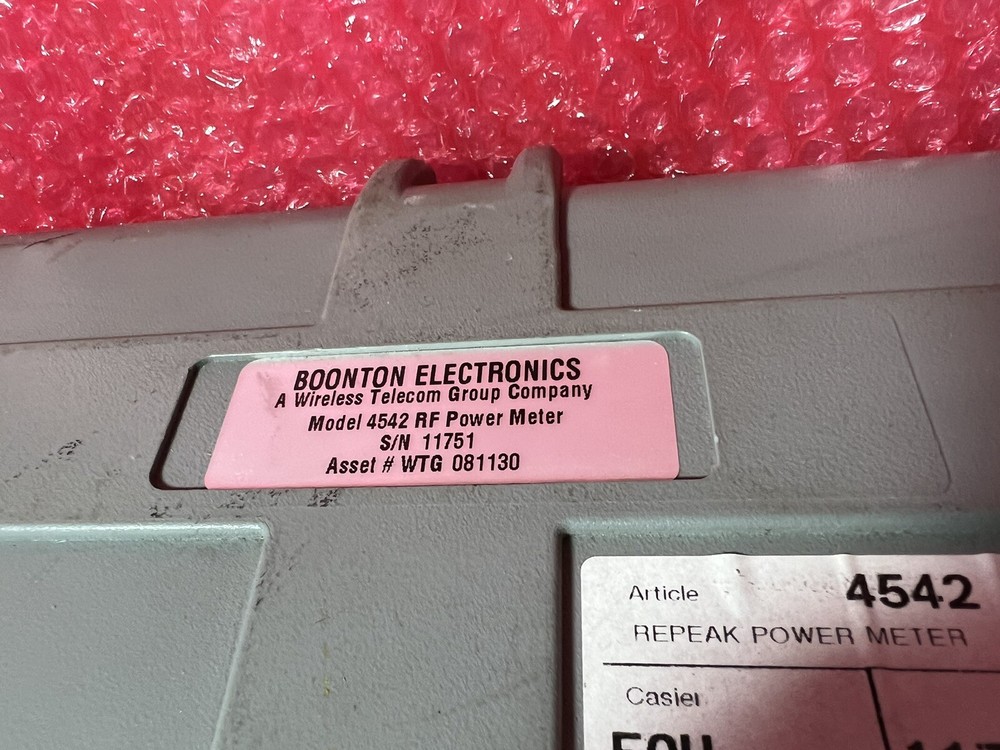 BOONTON ELECTRONICS
A Wireless Telecom Group Company
Model 4542 RF Power Meter
S/N 11751
Asset # WTG 081130
Article 4542
REPEAK POWER METER
Casier